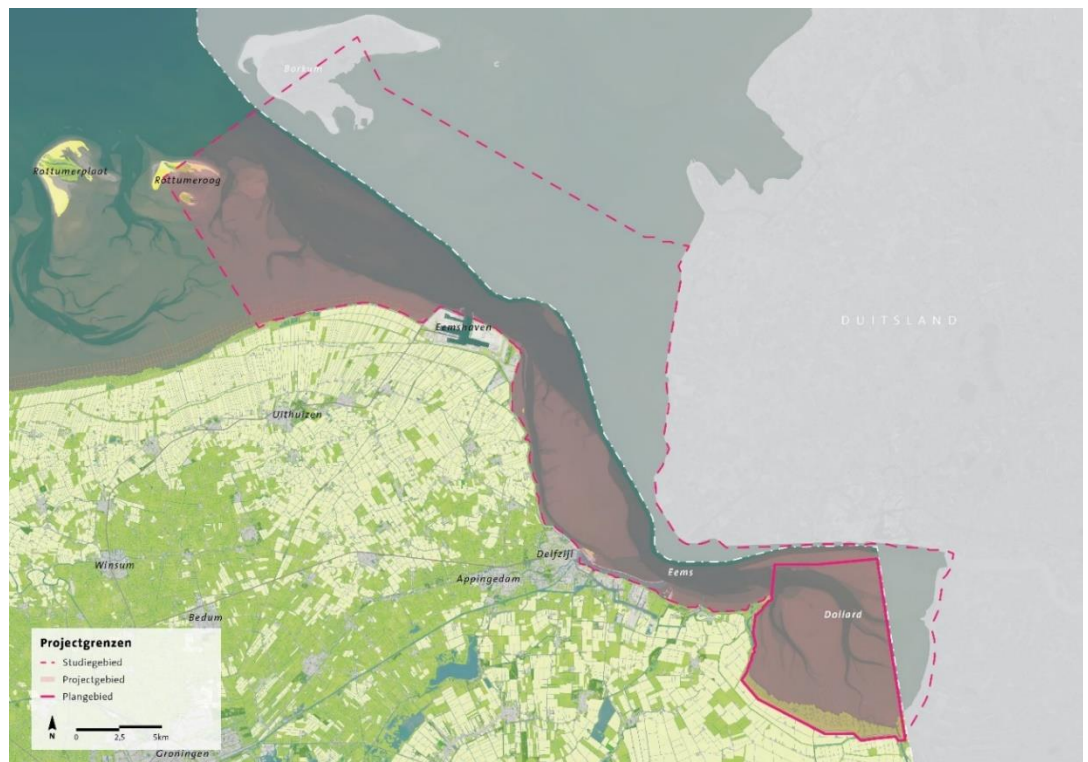 Borkum
C
Rottumerplaat
Rottumeroog
DUITSLAND
Eemshaven
Uithuizen
Delfzijl
Winsum
Eems
Appingedam
Dollard
Bedum
Projectgrenzen
Studiegebied
Projectgebied
Plangebied
N
0 2,5 5km
Groningen